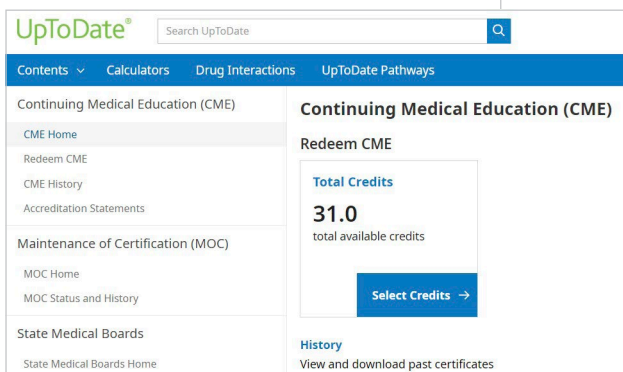 UpToDate®
Search UpToDate
Contents Calculators Drug Interactions UpToDate Pathways
Continuing Medical Education (CME)
CME Home
Redeem CME
CME History
Accreditation Statements
Maintenance of Certification (MOC)
MOC Home
MOC Status and History
State Medical Boards
State Medical Boards Home
Continuing Medical Education (CME)
Redeem CME
Total Credits
31.0
total available credits
Select Credits →
History
View and download past certificates